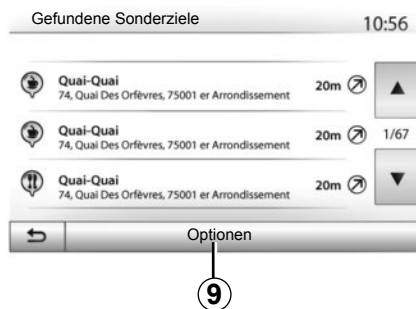 Gefundene Sonderziele 10:56
Quai-Quai
74, Quai Des Orfèvres, 75001 er Arrondissement
20m
Quai-Quai
74, Quai Des Orfèvres, 75001 er Arrondissement
20m 1/67
Quai-Quai
74, Quai Des Orfèvres, 75001 er Arrondissement
20m
Optionen
9